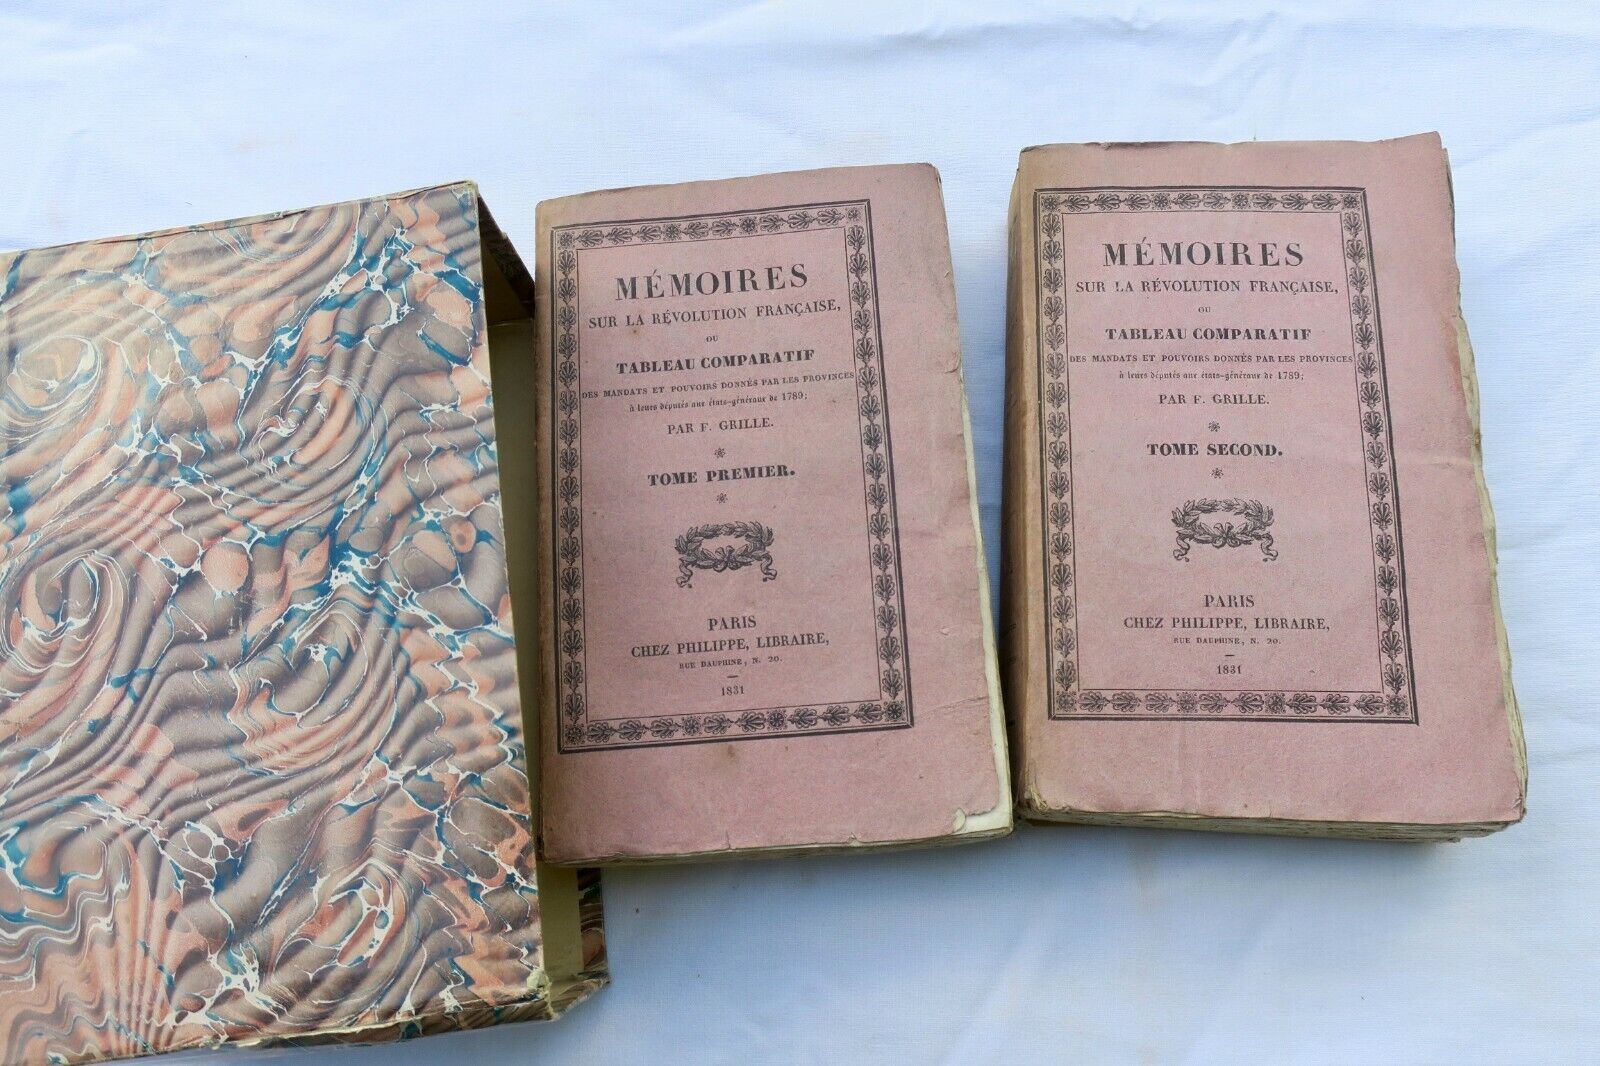 MÉMOIRES
SUR LA RÉVOLUTION FRANÇAISE,
OU
TABLEAU COMPARATIF
DES MANDATS ET POUVOIRS DONNÉS PAR LES PROVINCES
à leurs députés aux états-généraux de 1789;
PAR F. GRILLE.
TOME PREMIER.
PARIS
CHEZ PHILIPPE, LIBRAIRE,
RUE DAUPHINE, N. 20.
1831
MÉMOIRES
SUR LA RÉVOLUTION FRANÇAISE,
OU
TABLEAU COMPARATIF
DES MANDATS ET POUVOIRS DONNÉS PAR LES PROVINCES
à leurs députés aux états-généraux de 1789;
PAR F. GRILLE.
TOME SECOND.
PARIS
CHEZ PHILIPPE, LIBRAIRE,
RUE DAUPHINE, N. 20.
1831